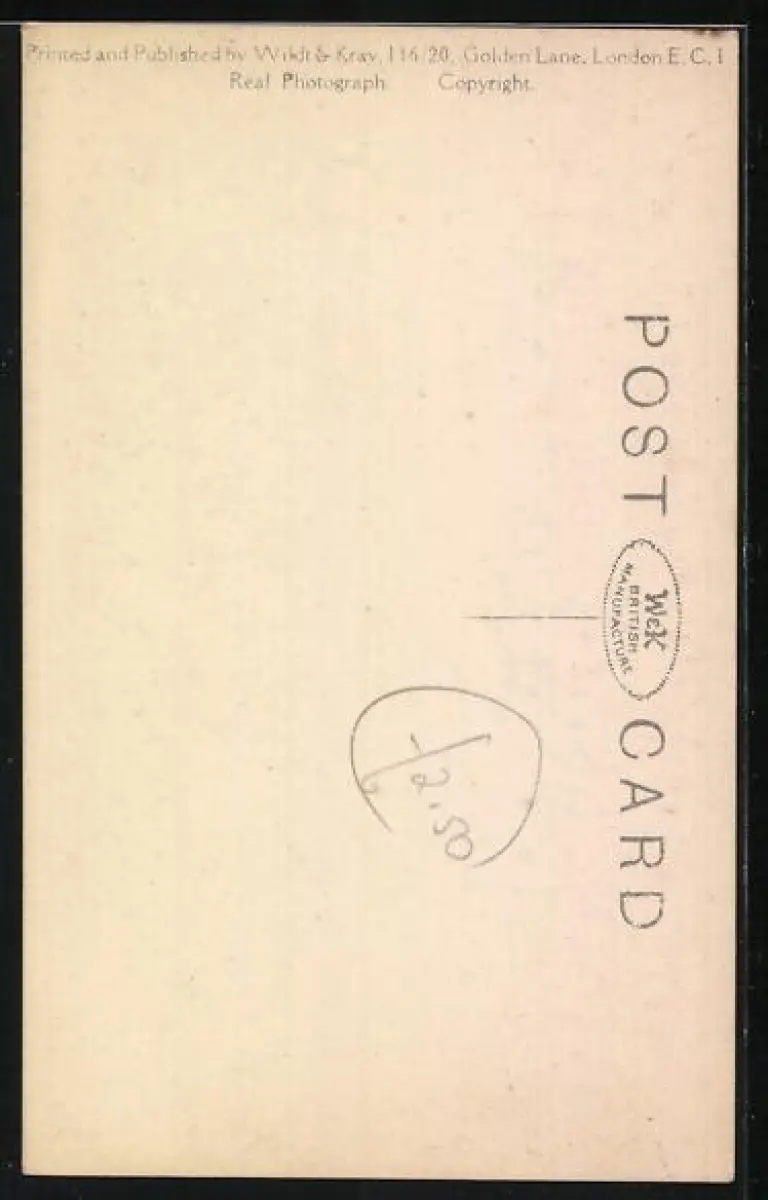 Printed and Published by Wildt & Kray, 116/20, Golden Lane, London E.C.1
Real Photograph. Copyright.
POST CARD
W&K
BRITISH
MANUFACTURE
2.50